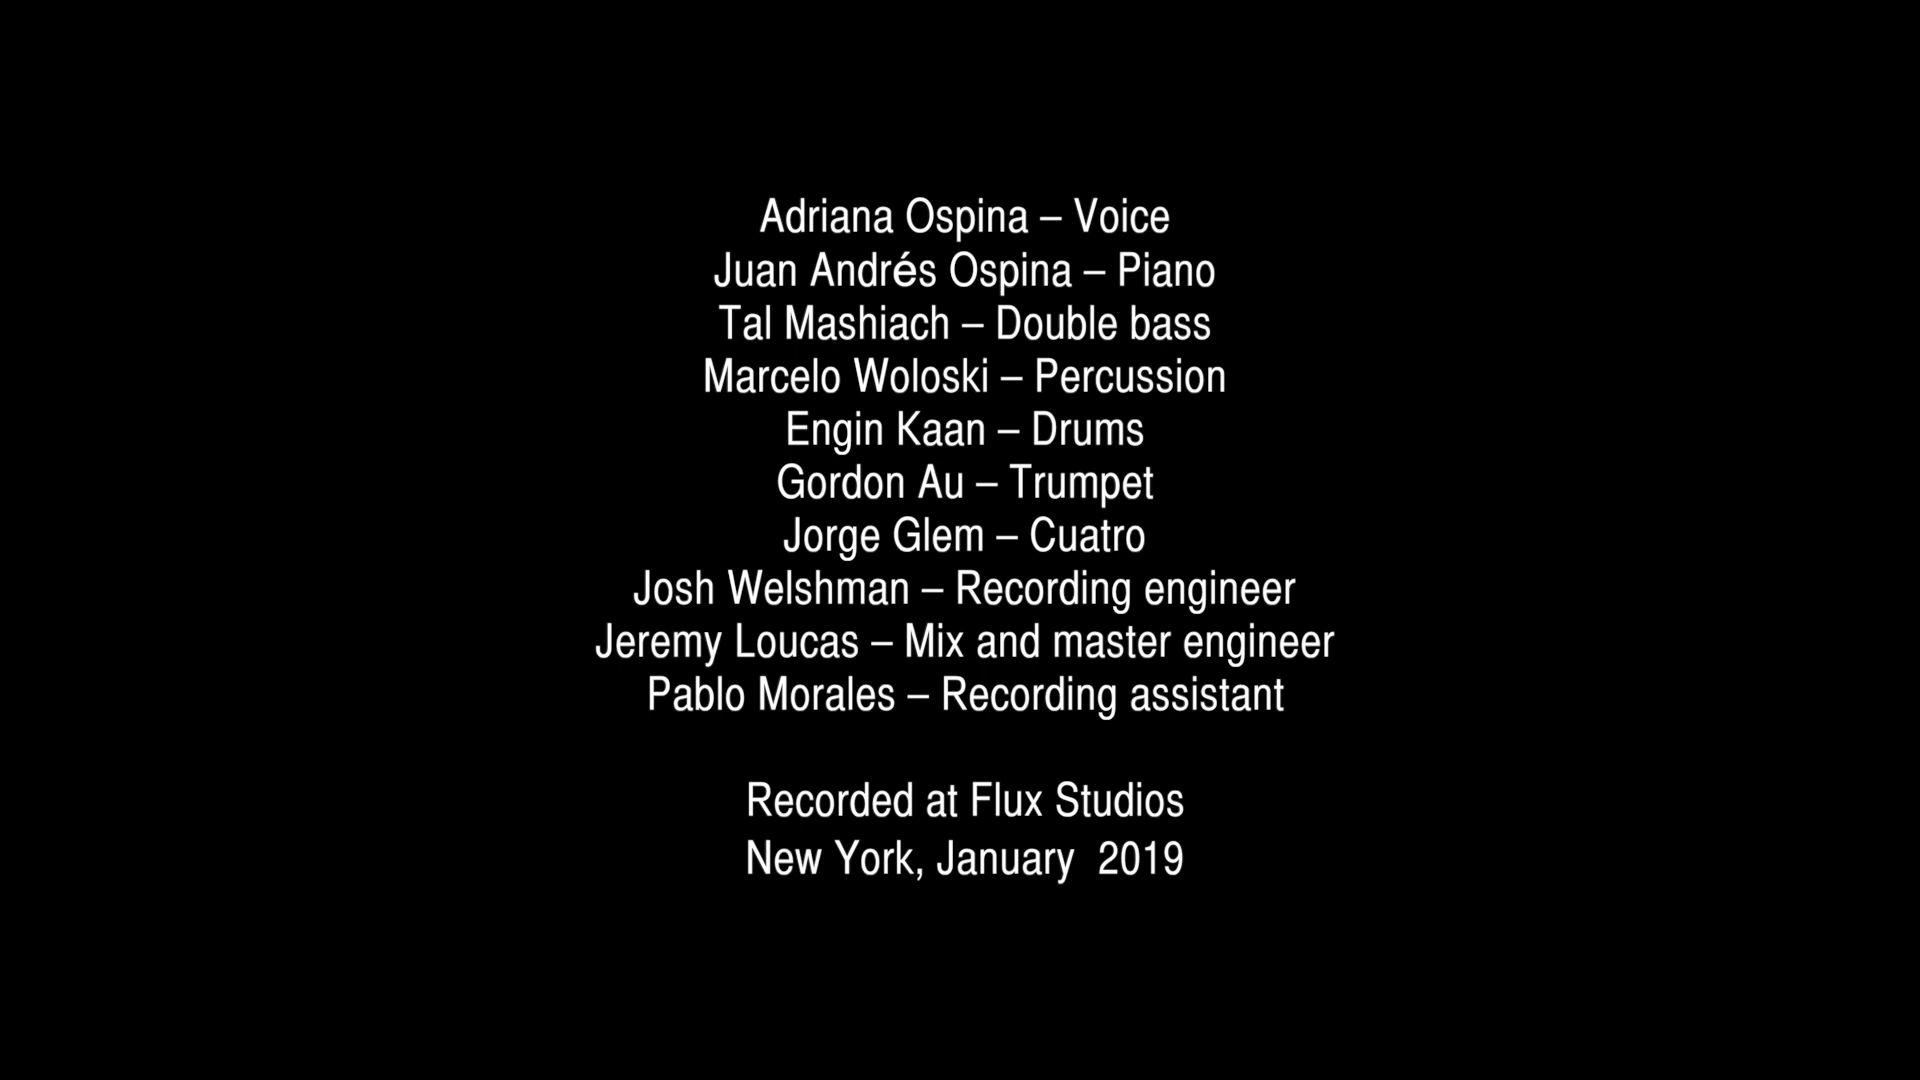 Adriana Ospina – Voice
Juan Andrés Ospina – Piano
Tal Mashiach – Double bass
Marcelo Woloski – Percussion
Engin Kaan – Drums
Gordon Au – Trumpet
Jorge Glem – Cuatro
Josh Welshman – Recording engineer
Jeremy Loucas – Mix and master engineer
Pablo Morales – Recording assistant
Recorded at Flux Studios
New York, January  2019